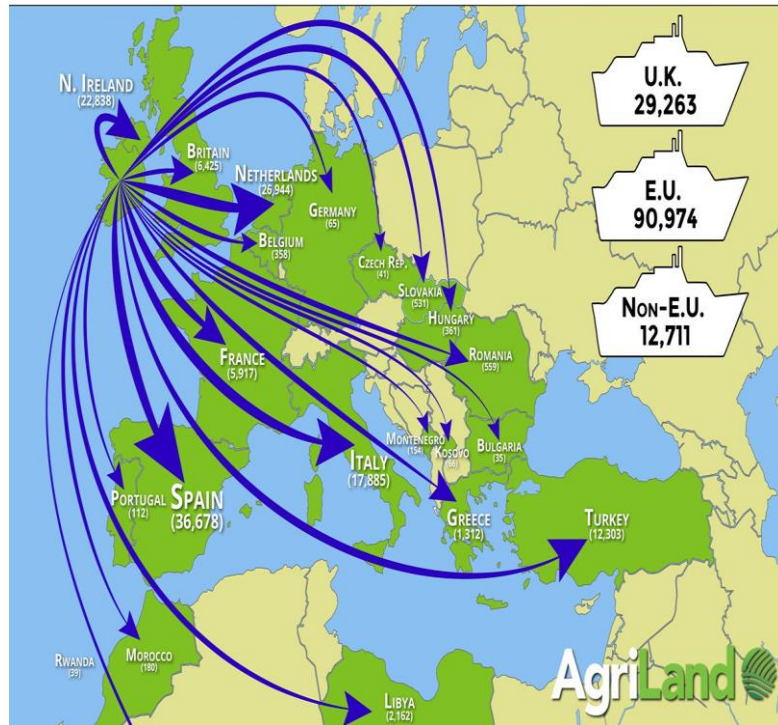 N. IRELAND
(22,838)
BRITAIN
(6,425)
NETHERLANDS
(26,944)
GERMANY
(65)
BELGIUM
(358)
CZECH REP.
(41)
SLOVAKIA
(531)
HUNGARY
(361)
FRANCE
(5,917)
ROMANIA
(559)
MONTENEGRO
(154)
KOSOVO
(66)
BULGARIA
(35)
ITALY
(17,885)
PORTUGAL
(112)
SPAIN
(36,678)
GREECE
(1,312)
TURKEY
(12,303)
RWANDA
(39)
MOROCCO
(180)
LIBYA
(2,162)
U.K.
29,263
E.U.
90,974
NON-E.U.
12,711
AgriLand